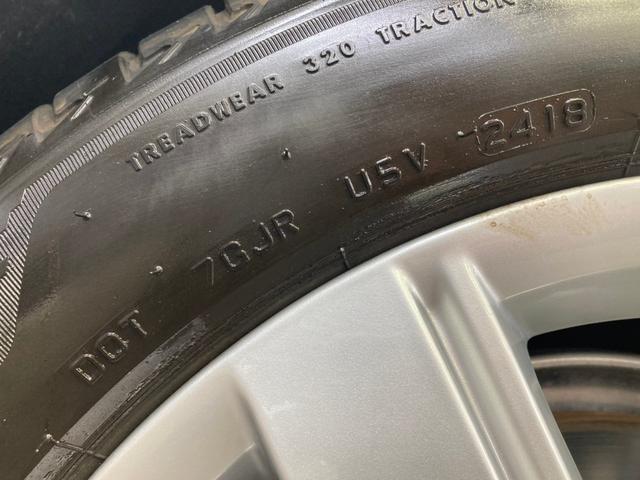 TREADWEAR 320 TRACTION
DOT 7GJR U5V 2418